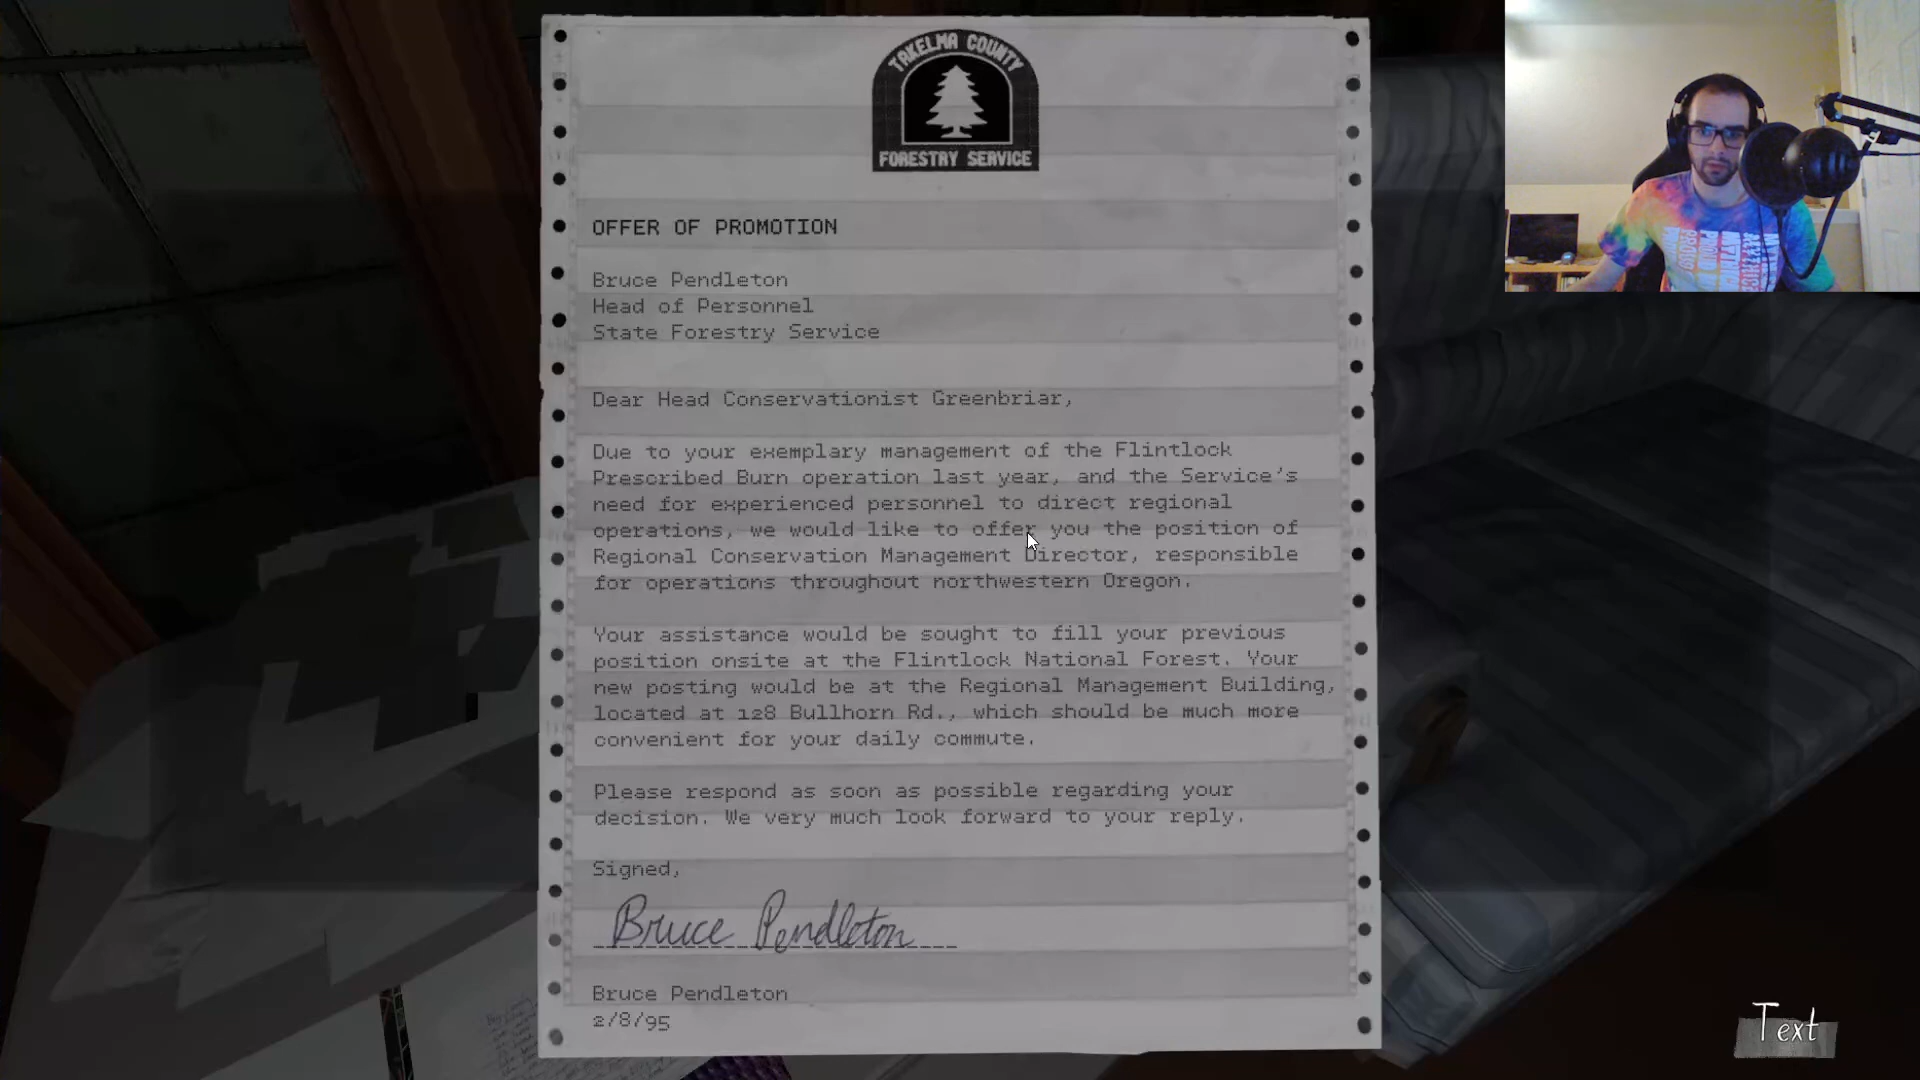 TAKELMA COUNTY
FORESTRY SERVICE
OFFER OF PROMOTION
Bruce Pendleton
Head of Personnel
State Forestry Service
Dear Head Conservationist Greenbriar,
Due to your exemplary management of the Flintlock
Prescribed Burn operation last year, and the Service's
need for experienced personnel to direct regional
operations, we would like to offer you the position of
Regional Conservation Management Director, responsible
for operations throughout northwestern Oregon.
Your assistance would be sought to fill your previous
position onsite at the Flintlock National Forest. Your
new posting would be at the Regional Management Building,
located at 128 Bullhorn Rd., which should be much more
convenient for your daily commute.
Please respond as soon as possible regarding your
decision. We very much look forward to your reply.
Signed,
Bruce Pendleton
Bruce Pendleton
2/8/95
Text